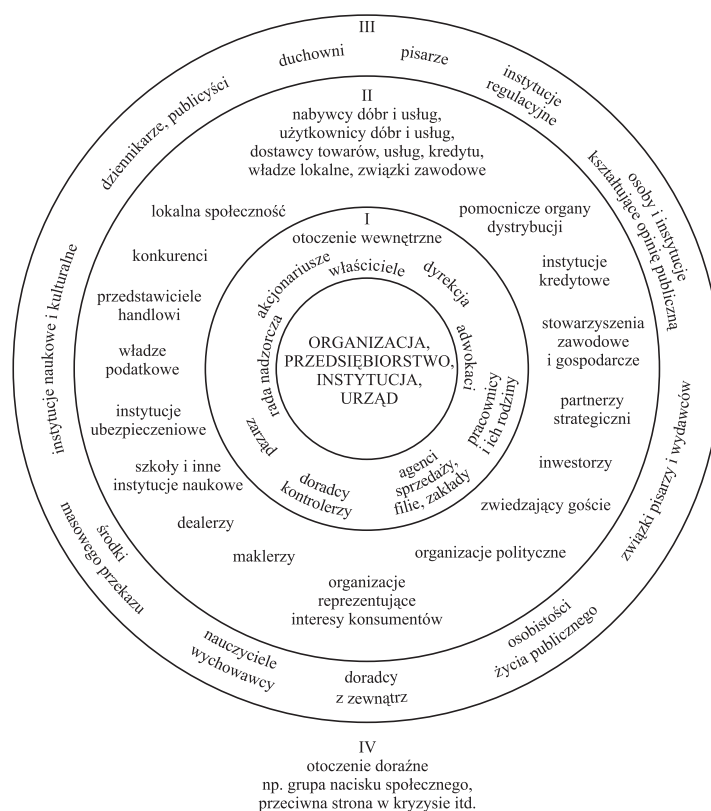 III
duchowni
pisarze
instytucje
regulacyjne
osoby i instytucje
kształtujące opinię publiczną
związki pisarzy i wydawców
osobistości
życia publicznego
doradcy
z zewnątrz
nauczyciele
wychowawcy
środki
masowego przekazu
instytucje naukowe i kulturalne
dziennikarze, publicyści
II
nabywcy dóbr i usług,
użytkownicy dóbr i usług,
dostawcy towarów, usług, kredytu,
władze lokalne, związki zawodowe
pomocnicze organy
dystrybucji
instytucje
kredytowe
stowarzyszenia
zawodowe
i gospodarcze
partnerzy
strategiczni
inwestorzy
zwiedzający goście
organizacje polityczne
organizacje
reprezentujące
interesy konsumentów
maklerzy
dealerzy
szkoły i inne
instytucje naukowe
instytucje
ubezpieczeniowe
władze
podatkowe
przedstawiciele
handlowi
konkurenci
lokalna społeczność
I
otoczenie wewnętrzne
właściciele
dyrekcja
adwokaci
pracownicy
i ich rodziny
agenci
sprzedaży,
filie, zakłady
doradcy
kontrolerzy
zarząd
rada nadzorcza
akcjonariusze
ORGANIZACJA,
PRZEDSIĘBIORSTWO,
INSTYTUCJA,
URZĄD
IV
otoczenie doraźne
np. grupa nacisku społecznego,
przeciwna strona w kryzysie itd.